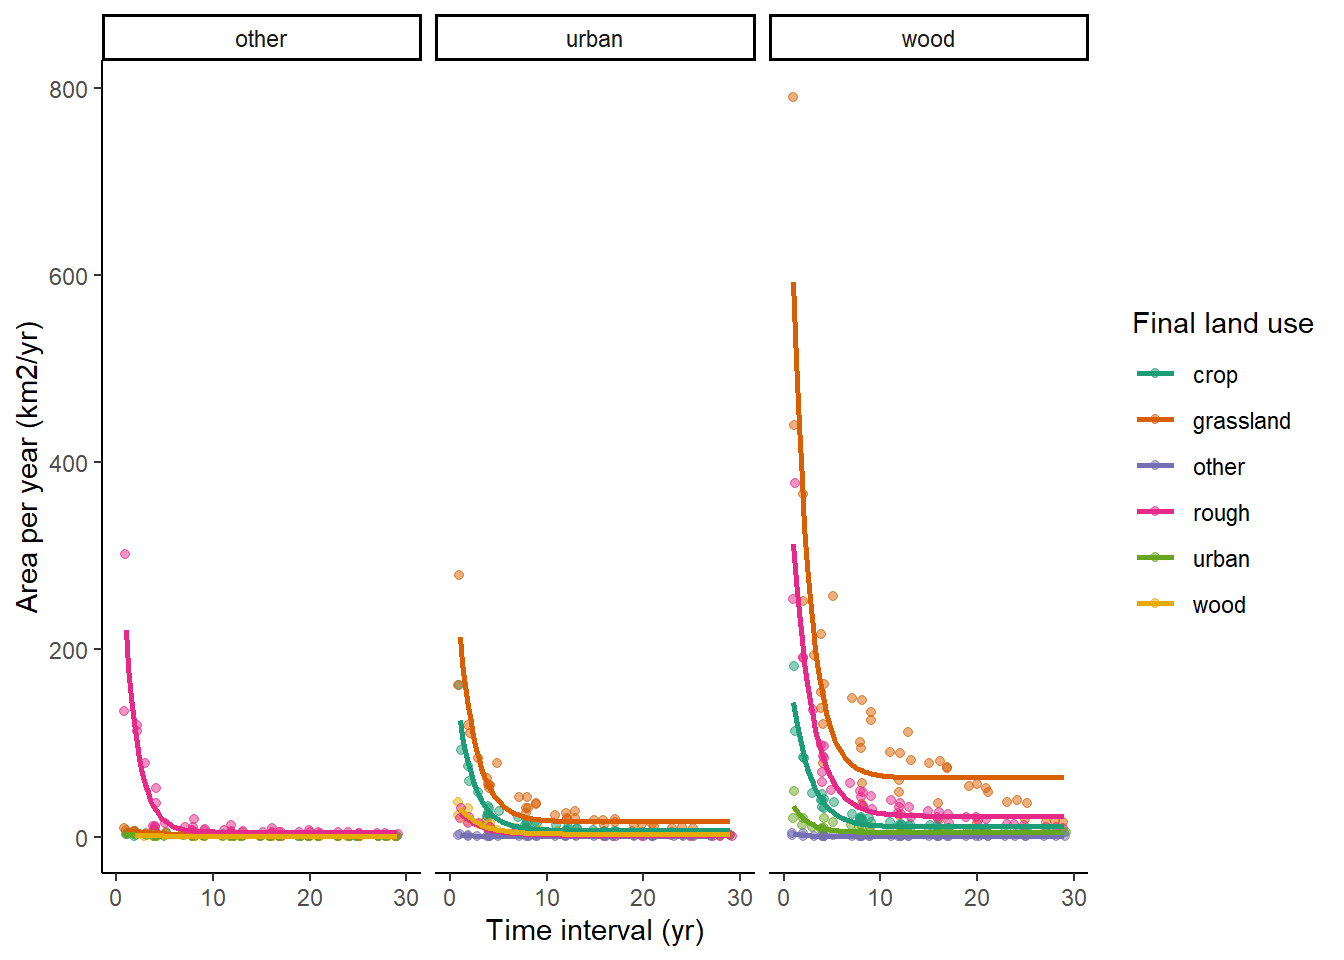 other urban wood
800
600
400
200
0
Area per year (km2/yr)
0 10 20 30 0 10 20 30 0 10 20 30
Time interval (yr)
Final land use
crop
grassland
other
rough
urban
wood